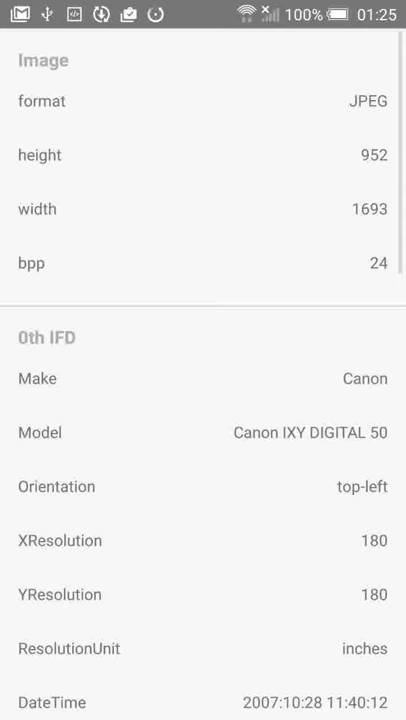 100% 01:25
Image
format JPEG
height 952
width 1693
bpp 24
0th IFD
Make Canon
Model Canon IXY DIGITAL 50
Orientation top-left
XResolution 180
YResolution 180
ResolutionUnit inches
DateTime 2007:10:28 11:40:12